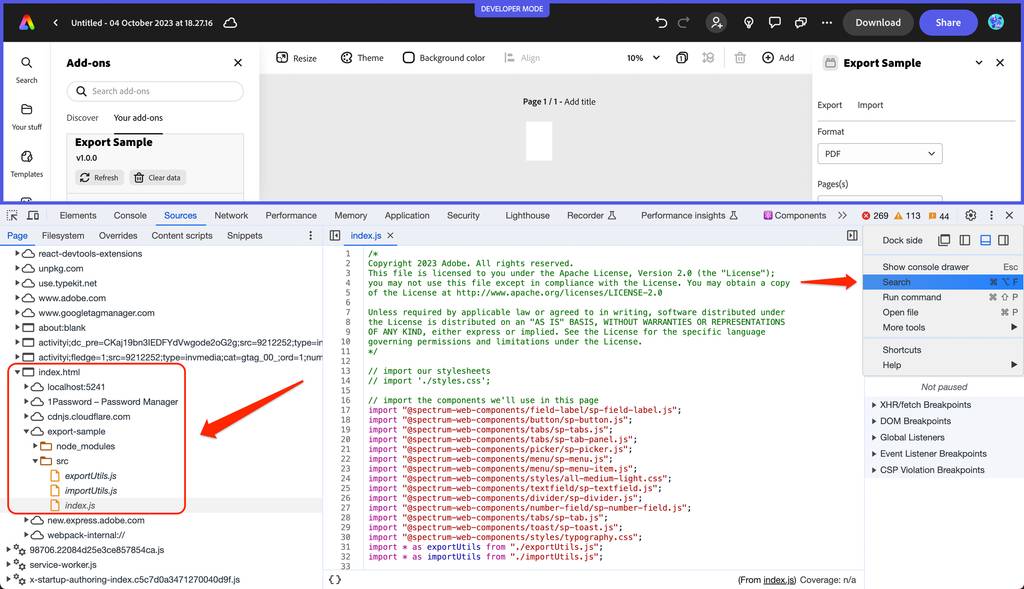 DEVELOPER MODE
Untitled - 04 October 2023 at 18.27.16
Download
Share
Search
Your stuff
Templates
Add-ons
Search add-ons
Discover
Your add-ons
Export Sample
v1.0.0
Refresh
Clear data
Resize
Theme
Background color
Align
10%
1
Add
Page 1 / 1 - Add title
Export Sample
Export
Import
Format
PDF
Pages(s)
Elements
Console
Sources
Network
Performance
Memory
Application
Security
Lighthouse
Recorder
Performance insights
Components
269
113
44
Page
Filesystem
Overrides
Content scripts
Snippets
react-devtools-extensions
unpkg.com
use.typekit.net
www.adobe.com
www.googletagmanager.com
about:blank
activityi;dc_pre=CKaj19bn3IEDFYdVwgode2oG2g;src=9212252;type=in
activityi;fledge=1;src=9212252;type=invmedia;cat=gtag_00_;ord=1;num
index.html
localhost:5241
1Password – Password Manager
cdnjs.cloudflare.com
export-sample
node_modules
src
exportUtils.js
importUtils.js
index.js
new.express.adobe.com
webpack-internal://
98706.22084d25e3ce857854ca.js
service-worker.js
x-startup-authoring-index.c5c7d0a3471270040d9f.js
index.js
1 /*
2 Copyright 2023 Adobe. All rights reserved.
3 This file is licensed to you under the Apache License, Version 2.0 (the "License");
4 you may not use this file except in compliance with the License. You may obtain a copy
5 of the License at http://www.apache.org/licenses/LICENSE-2.0
6
7 Unless required by applicable law or agreed to in writing, software distributed under
8 the License is distributed on an "AS IS" BASIS, WITHOUT WARRANTIES OR REPRESENTATIONS
9 OF ANY KIND, either express or implied. See the License for the specific language
10 governing permissions and limitations under the License.
11 */
12
13 // import our stylesheets
14 // import './styles.css';
15
16 // import the components we'll use in this page
17 import "@spectrum-web-components/field-label/sp-field-label.js";
18 import "@spectrum-web-components/button/sp-button.js";
19 import "@spectrum-web-components/tabs/sp-tabs.js";
20 import "@spectrum-web-components/tabs/sp-tab-panel.js";
21 import "@spectrum-web-components/picker/sp-picker.js";
22 import "@spectrum-web-components/menu/sp-menu.js";
23 import "@spectrum-web-components/menu/sp-menu-item.js";
24 import "@spectrum-web-components/styles/all-medium-light.css";
25 import "@spectrum-web-components/textfield/sp-textfield.js";
26 import "@spectrum-web-components/divider/sp-divider.js";
27 import "@spectrum-web-components/number-field/sp-number-field.js";
28 import "@spectrum-web-components/tabs/sp-tab.js";
29 import "@spectrum-web-components/toast/sp-toast.js";
30 import "@spectrum-web-components/styles/typography.css";
31 import * as exportUtils from "./exportUtils.js";
32 import * as importUtils from "./importUtils.js";
33
{}
(From index.js) Coverage: n/a
Dock side
Show console drawer Esc
Search ⌘ ⌥ F
Run command ⌘ ⇧ P
Open file ⌘ P
More tools
Shortcuts
Help
Not paused
XHR/fetch Breakpoints
DOM Breakpoints
Global Listeners
Event Listener Breakpoints
CSP Violation Breakpoints